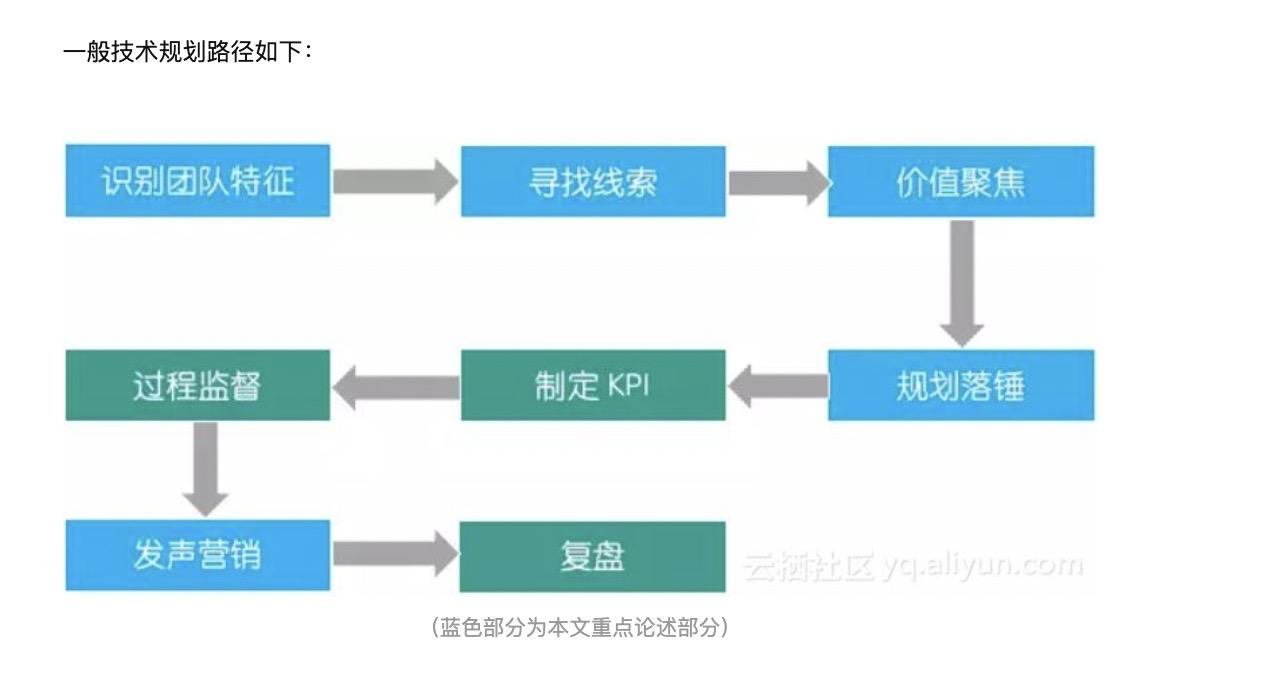 一般技术规划路径如下：
识别团队特征
寻找线索
价值聚焦
规划落锤
制定 KPI
过程监督
发声营销
复盘
云栖社区 yq.aliyun.com
（蓝色部分为本文重点论述部分）